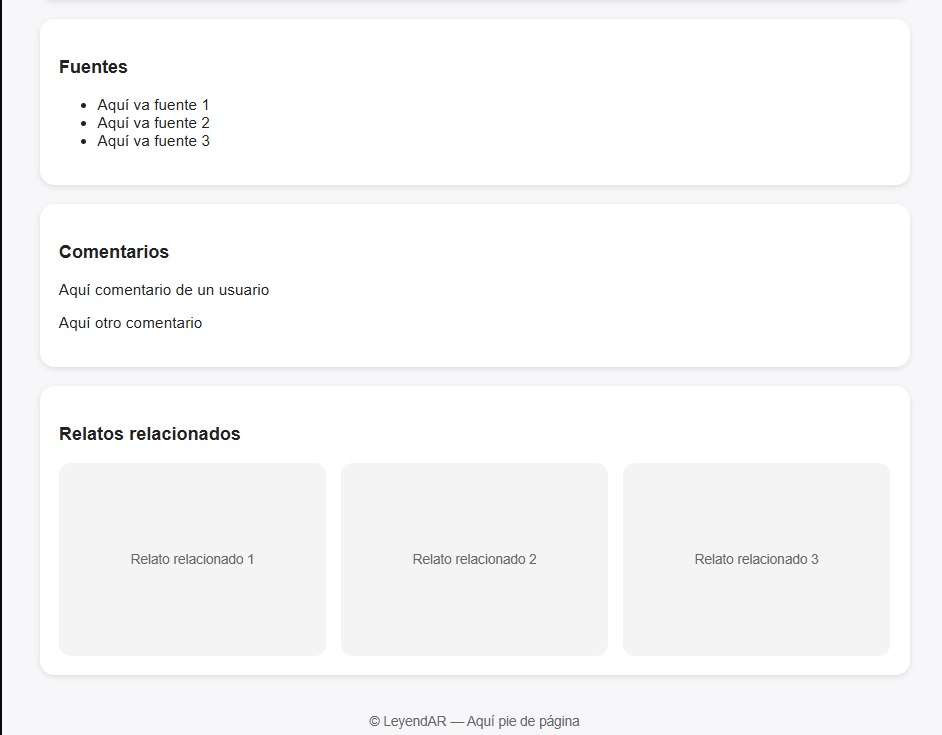 Fuentes
Aquí va fuente 1
Aquí va fuente 2
Aquí va fuente 3
Comentarios
Aquí comentario de un usuario
Aquí otro comentario
Relatos relacionados
Relato relacionado 1
Relato relacionado 2
Relato relacionado 3
© LeyendAR — Aquí pie de página